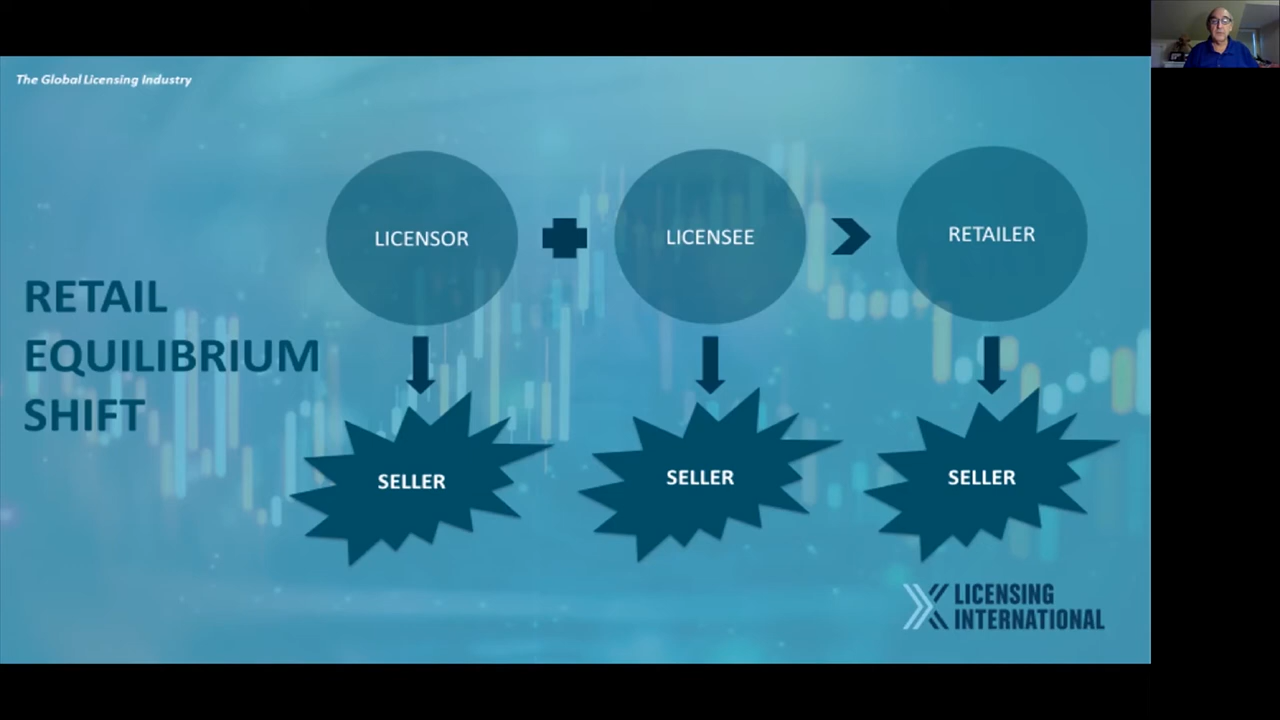 The Global Licensing Industry
RETAIL
EQUILIBRIUM
SHIFT
LICENSOR
LICENSEE
RETAILER
SELLER
SELLER
SELLER
LICENSING
INTERNATIONAL